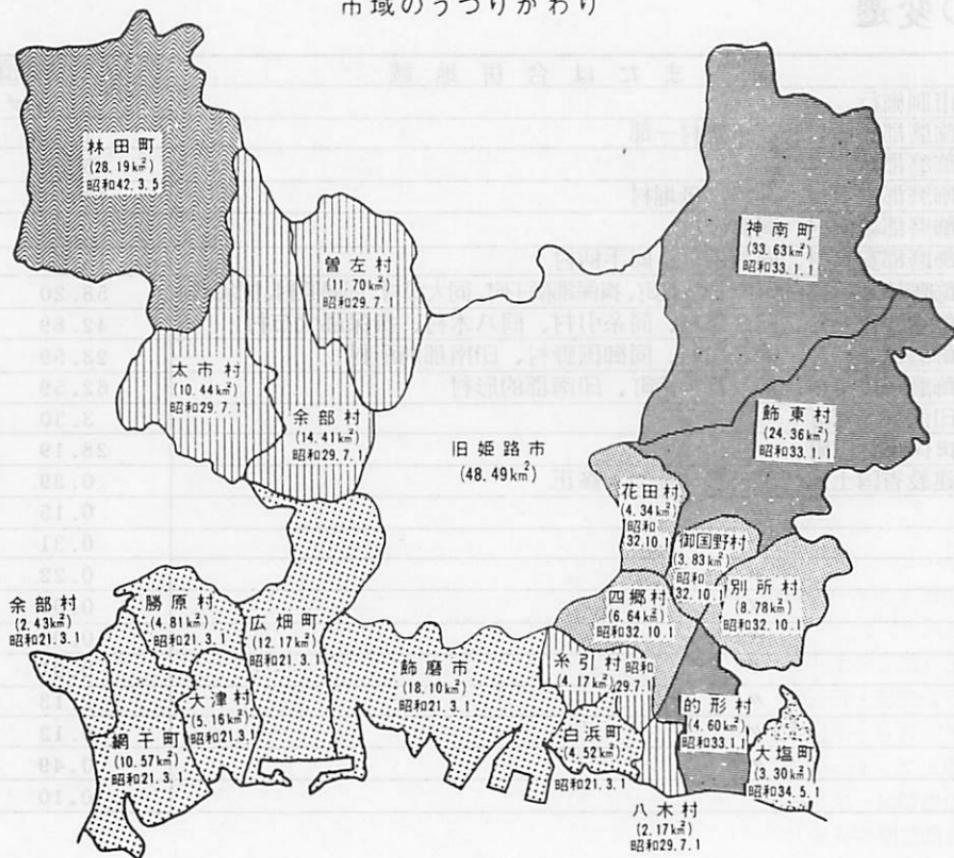 市域のうつりかわり
林田町
(28.19km²)
昭和42.3.5
神南町
(33.63km²)
昭和33.1.1
曽左村
(11.70km²)
昭和29.7.1
太市村
(10.44km²)
昭和29.7.1
余部村
(14.41km²)
昭和29.7.1
飾東村
(24.36km²)
昭和33.1.1
旧姫路市
(48.49km²)
花田村
(4.34km²)
昭和
32.10.1
御国野村
(3.83km²)
昭和
32.10.1
別所村
(8.78km²)
昭和32.10.1
四郷村
(6.64km²)
昭和32.10.1
余部村
(2.43km²)
昭和21.3.1
勝原村
(4.81km²)
昭和21.3.1
広畑町
(12.17km²)
昭和21.3.1
飾磨市
(18.10km²)
昭和21.3.1
糸引村
(4.17km²)
昭和
29.7.1
大津村
(5.16km²)
昭和21.3.1
網干町
(10.57km²)
昭和21.3.1
白浜町
(4.52km²)
昭和21.3.1
的形村
(4.60km²)
昭和33.1.1
大塩町
(3.30km²)
昭和34.5.1
八木村
(2.17km²)
昭和29.7.1